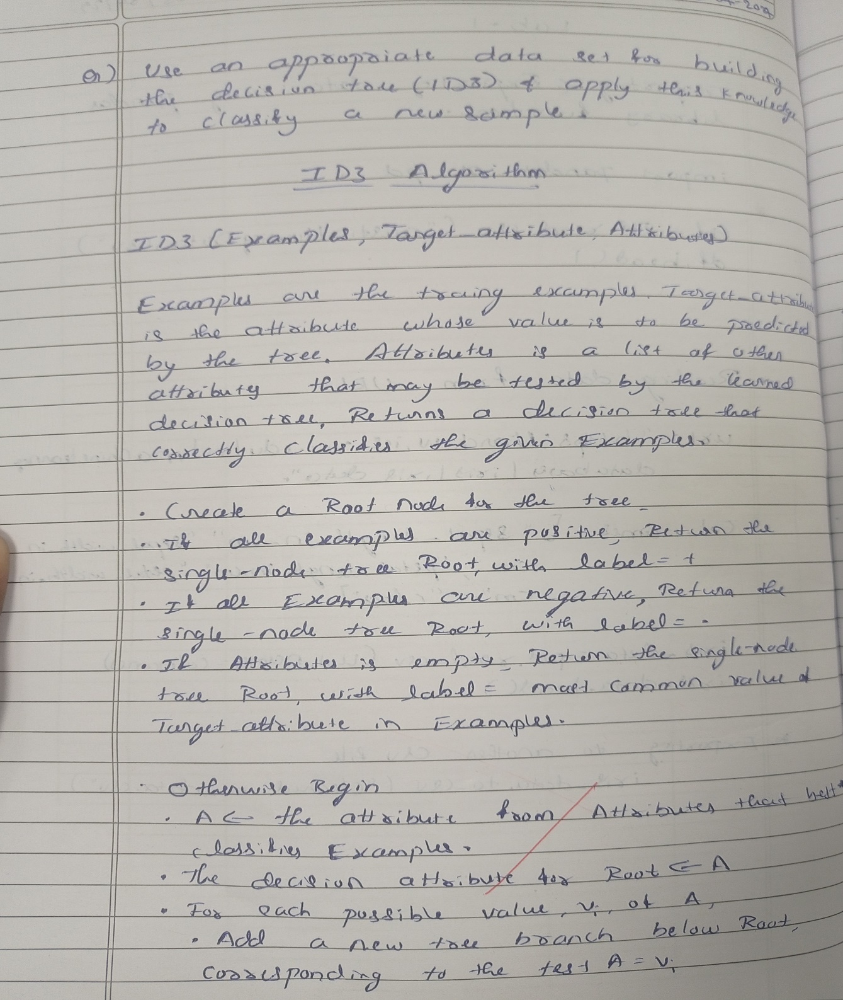 Q) Use an appropriate data set for building
the decision tree (ID3) & apply this knowledge
to classify a new sample.
ID3 Algorithm
ID3 (Examples, Target_attribute, Attributes)
Examples are the traing examples. Target_attribute
is the attribute whose value is to be predicted
by the tree. Attributes is a list of other
attributes that may be tested by the learned
decision tree, Returns a decision tree that
correctly classifies the given Examples.
• Create a Root node for the tree
• If all examples are positive, Return the
single-node tree Root, with label = +
• If all Examples are negative, Return the
single-node tree Root, with label = -
• If Attributes is empty, Return the single-node
tree Root, with label = most common value of
Target_attribute in Examples.
• Otherwise Begin
• A ← the attribute from Attributes that best*
classifies Examples.
• The decision attribute for Root ← A
• For each possible value, vi, of A,
• Add a new tree branch below Root,
corresponding to the test A = vi